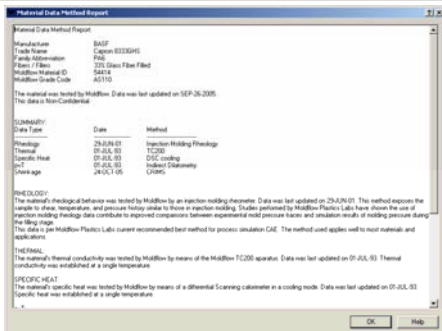 Material Data Method Report
Material Data Method Report
Manufacturer BASF
Trade Name Capron 8333GHS
Family Abbreviation PA6
Fibers / Fillers 33% Glass Fiber Filled
Moldflow Material ID 54414
Moldflow Grade Code AS110
The material was tested by Moldflow. Data was last updated on SEP-26-2005.
This data is Non-Confidential
SUMMARY:
Data Type Date Method
Rheology 29-JUN-01 Injection Molding Rheology
Thermal 01-JUL-93 TC200
Specific Heat 01-JUL-93 DSC cooling
pvT 01-JUL-93 Indirect Dilatometry
Shrinkage 24-OCT-05 CRIMS
RHEOLOGY:
The material's rheological behavior was tested by Moldflow by an injection molding rheometer. Data was last updated on 29-JUN-01. This method exposes the
sample to shear, temperature, and pressure history similar to those in injection molding. Studies performed by Moldflow Plastics Labs have shown the use of
injection molding rheology data contribute to improved comparisons between experimental mold pressure traces and simulation results of molding pressure during
the filling stage.
This data is per Moldflow Plastics Labs current recommended best method for process simulation CAE. The method used applies well to most materials and
applications.
THERMAL:
The material's thermal conductivity was tested by Moldflow by means of the Moldflow TC200 apparatus. Data was last updated on 01-JUL-93. Thermal
conductivity was established at a single temperature.
SPECIFIC HEAT
The material's specific heat was tested by Moldflow by means of a differential Scanning calorimeter in a cooling mode. Data was last updated on 01-JUL-93.
Specific heat was established at a single temperature.
OK Help